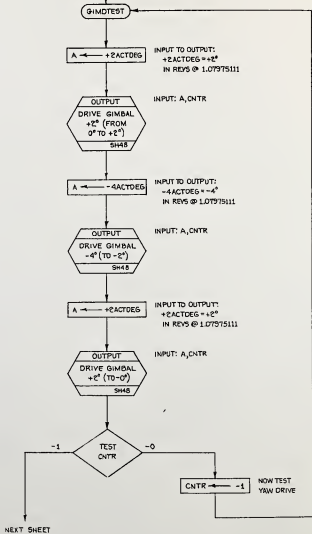 GIMDTEST
A ← +2ACTDEG
INPUT TO OUTPUT:
+2ACTDEG = +2°
IN REVS @ 1.07975111
OUTPUT
DRIVE GIMBAL
+2° (FROM
0° TO +2°)
SH48
INPUT: A,CNTR
A ← -4ACTDEG
INPUT TO OUTPUT:
-4ACTDEG = -4°
IN REVS @ 1.07975111
OUTPUT
DRIVE GIMBAL
-4° (TO -2°)
SH48
INPUT: A,CNTR
A ← +2ACTDEG
INPUT TO OUTPUT:
+2ACTDEG = +2°
IN REVS @ 1.07975111
OUTPUT
DRIVE GIMBAL
+2° (TO-0°)
SH48
INPUT: A,CNTR
TEST
CNTR
-1
-0
CNTR ← -1
NOW TEST
YAW DRIVE
NEXT SHEET